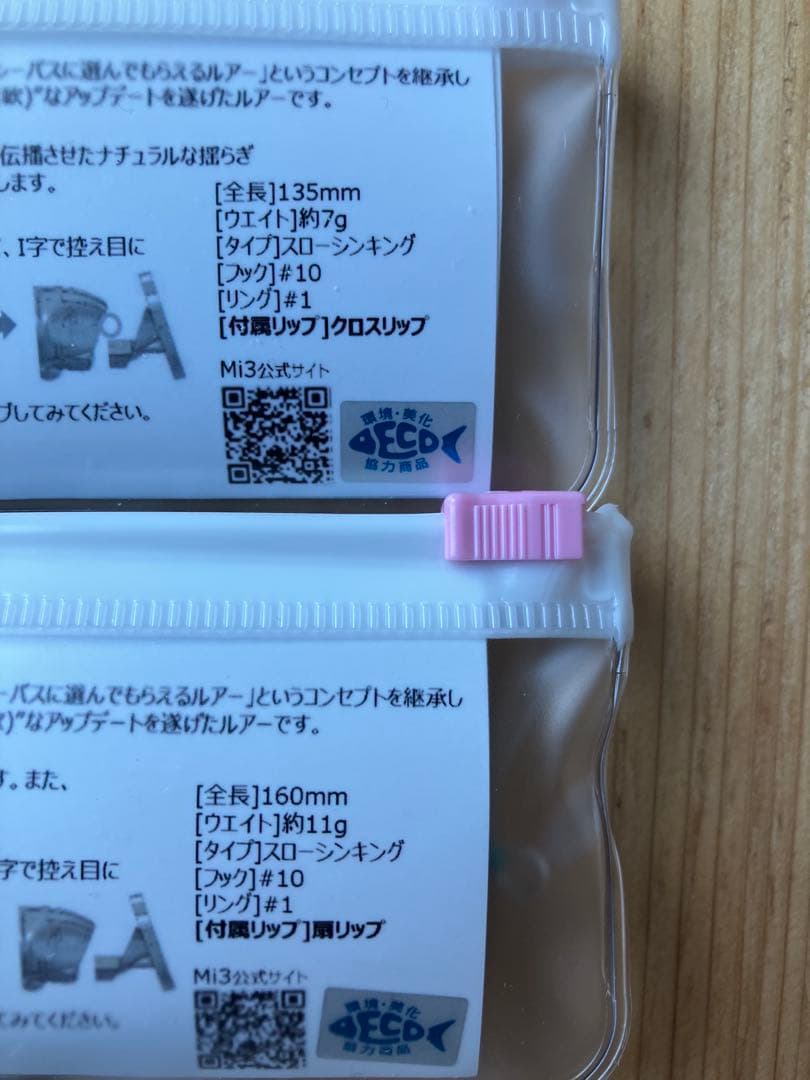 シーバスに選んでもらえるルアー」というコンセプトを継承し
なアップデートを遂げたルアーです。
伝播させたナチュラルな揺らぎ
します。
[全長]135mm
[ウエイト]約7g
、I字で控え目に
[タイプ]スローシンキング
[フック]#10
[リング]#1
[付属リップ]クロスリップ
Mi3公式サイト
ブしてみてください。
環境・美化
ECO
協力商品
ーバスに選んでもらえるルアー」というコンセプトを継承し
)"なアップデートを遂げたルアーです。
す。また、
[全長]160mm
[ウエイト]約11g
[タイプ]スローシンキング
字で控え目に
[フック]#10
[リング]#1
[付属リップ]扇リップ
Mi3公式サイト
てみてください。
環境・美化
ECO
協力商品